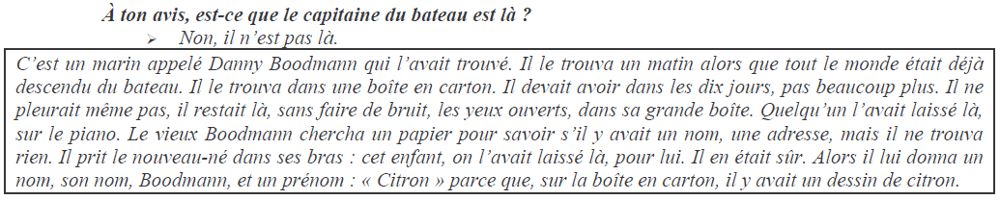 À ton avis, est-ce que le capitaine du bateau est là ?
➢ Non, il n’est pas là.
C’est un marin appelé Danny Boodmann qui l’avait trouvé. Il le trouva un matin alors que tout le monde était déjà
descendu du bateau. Il le trouva dans une boîte en carton. Il devait avoir dans les dix jours, pas beaucoup plus. Il ne
pleurait même pas, il restait là, sans faire de bruit, les yeux ouverts, dans sa grande boîte. Quelqu’un l’avait laissé là,
sur le piano. Le vieux Boodmann chercha un papier pour savoir s’il y avait un nom, une adresse, mais il ne trouva
rien. Il prit le nouveau-né dans ses bras : cet enfant, on l’avait laissé là, pour lui. Il en était sûr. Alors il lui donna un
nom, son nom, Boodmann, et un prénom : « Citron » parce que, sur la boîte en carton, il y avait un dessin de citron.